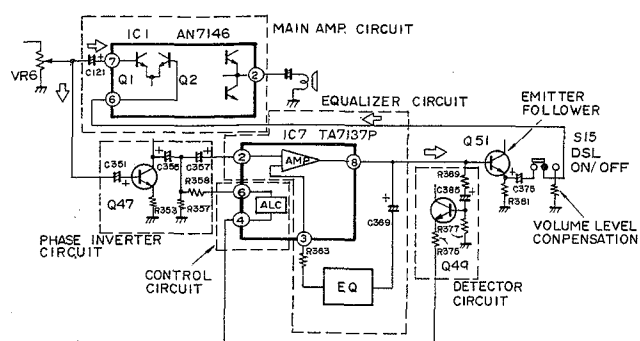 MAIN AMP. CIRCUIT
IC1 AN7146
VR6
C121
7
Q1
Q2
2
6
EQUALIZER CIRCUIT
EMITTER
FOLLOWER
IC7 TA7137P
Q51
S15
DSL
ON/OFF
C351
C355
C357
2
AMP
8
R358
6
ALC
4
Q47
R353
R357
3
R363
C369
R369
C385
R377
R375
C375
R381
PHASE INVERTER
CIRCUIT
CONTROL
CIRCUIT
EQ
Q49
DETECTOR
CIRCUIT
VOLUME LEVEL
CONPENSATION